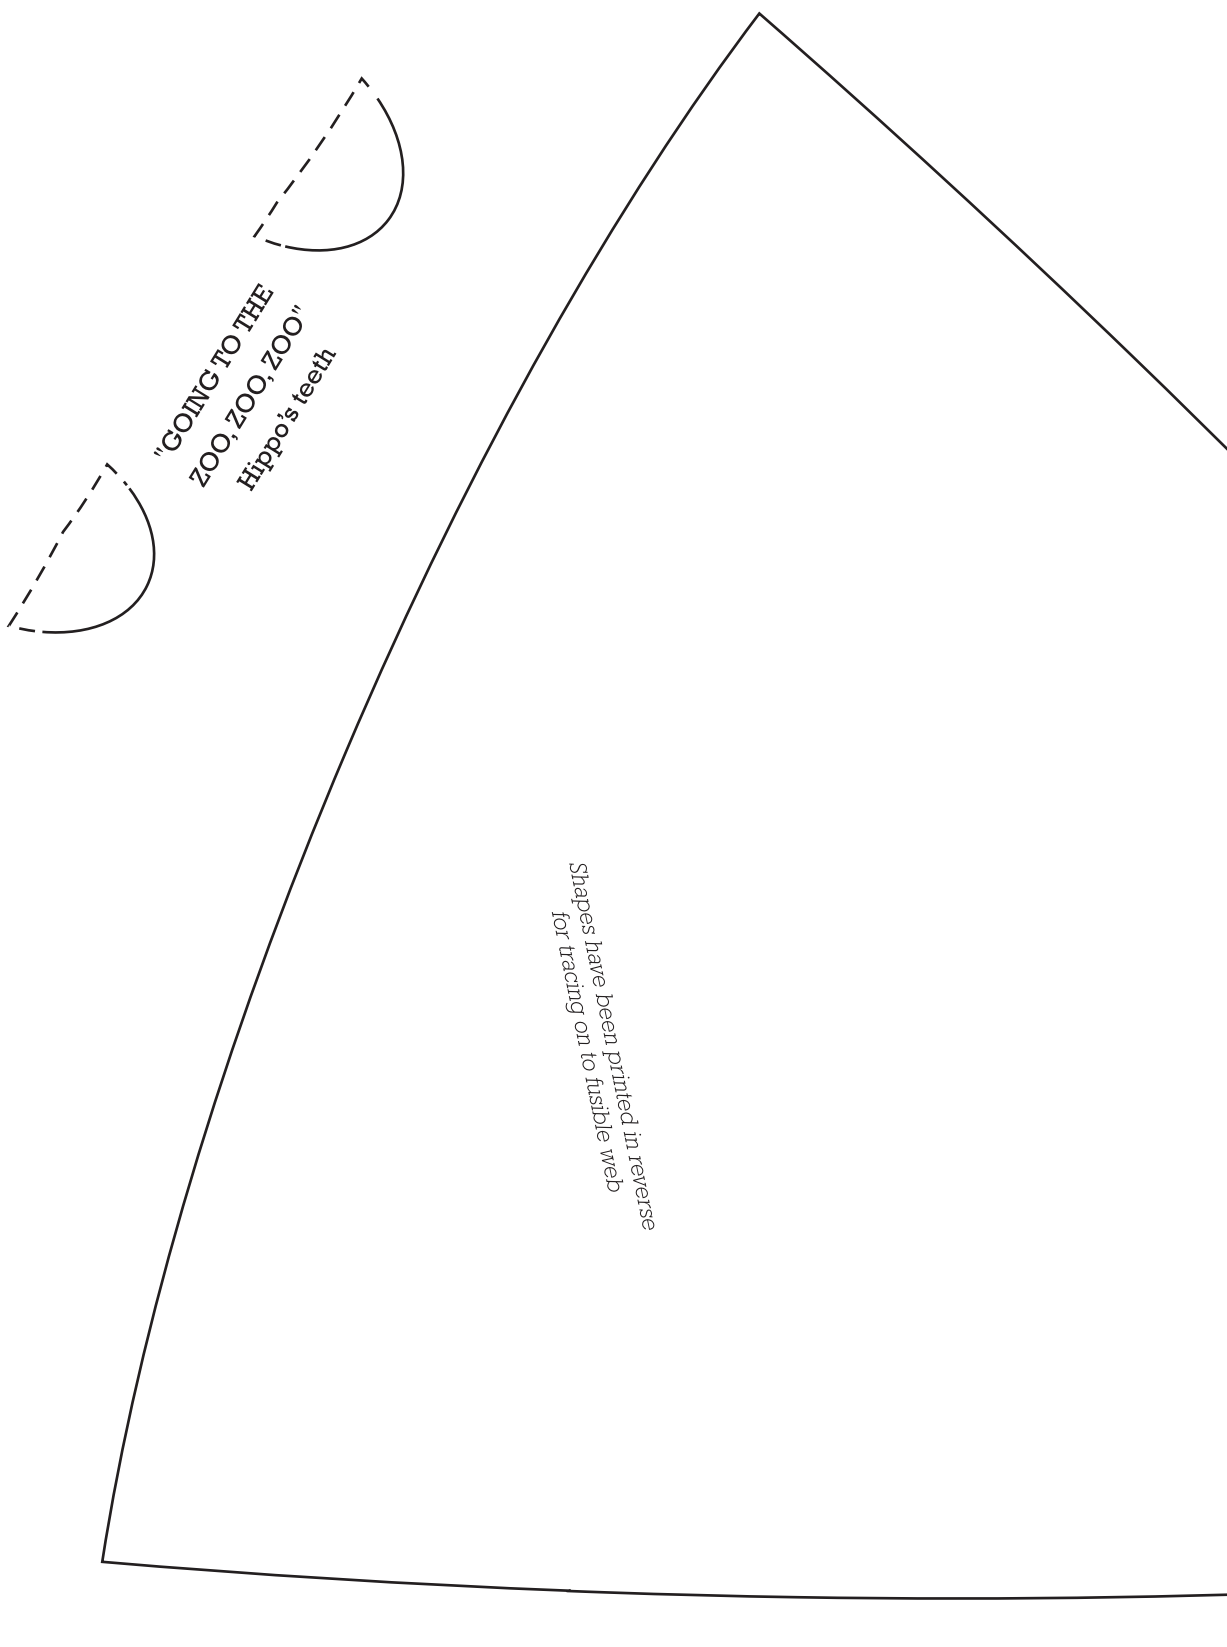 "GOING TO THE
ZOO, ZOO, ZOO"
Hippo's teeth
Shapes have been printed in reverse
for tracing on to fusible web